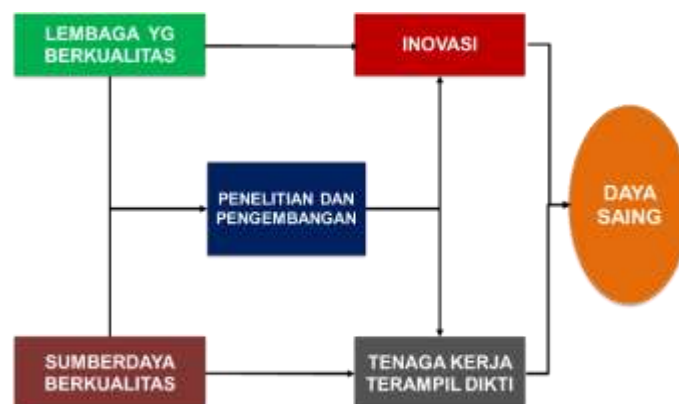 LEMBAGA YG
BERKUALITAS
INOVASI
PENELITIAN DAN
PENGEMBANGAN
DAYA
SAING
SUMBERDAYA
BERKUALITAS
TENAGA KERJA
TERAMPIL DIKTI